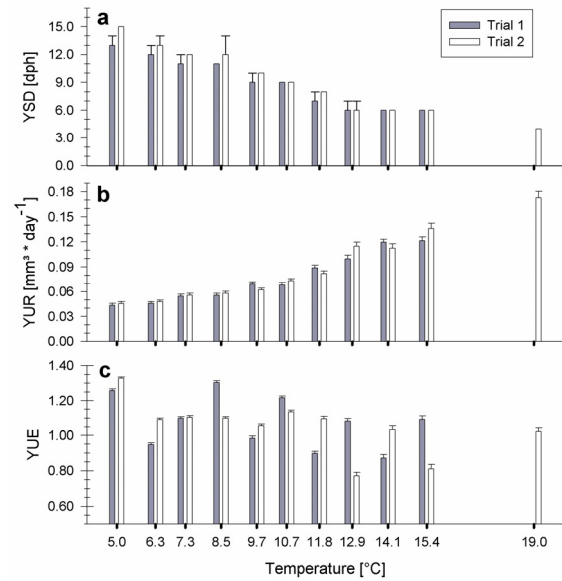 a
Trial 1
Trial 2
YSD [dph]
15.0
12.0
9.0
6.0
3.0
0.0
b
YUR [mm³ * day⁻¹]
0.18
0.15
0.12
0.09
0.06
0.03
0.00
c
YUE
1.40
1.20
1.00
0.80
0.60
5.0 6.3 7.3 8.5 9.7 10.7 11.8 12.9 14.1 15.4 19.0
Temperature [°C]